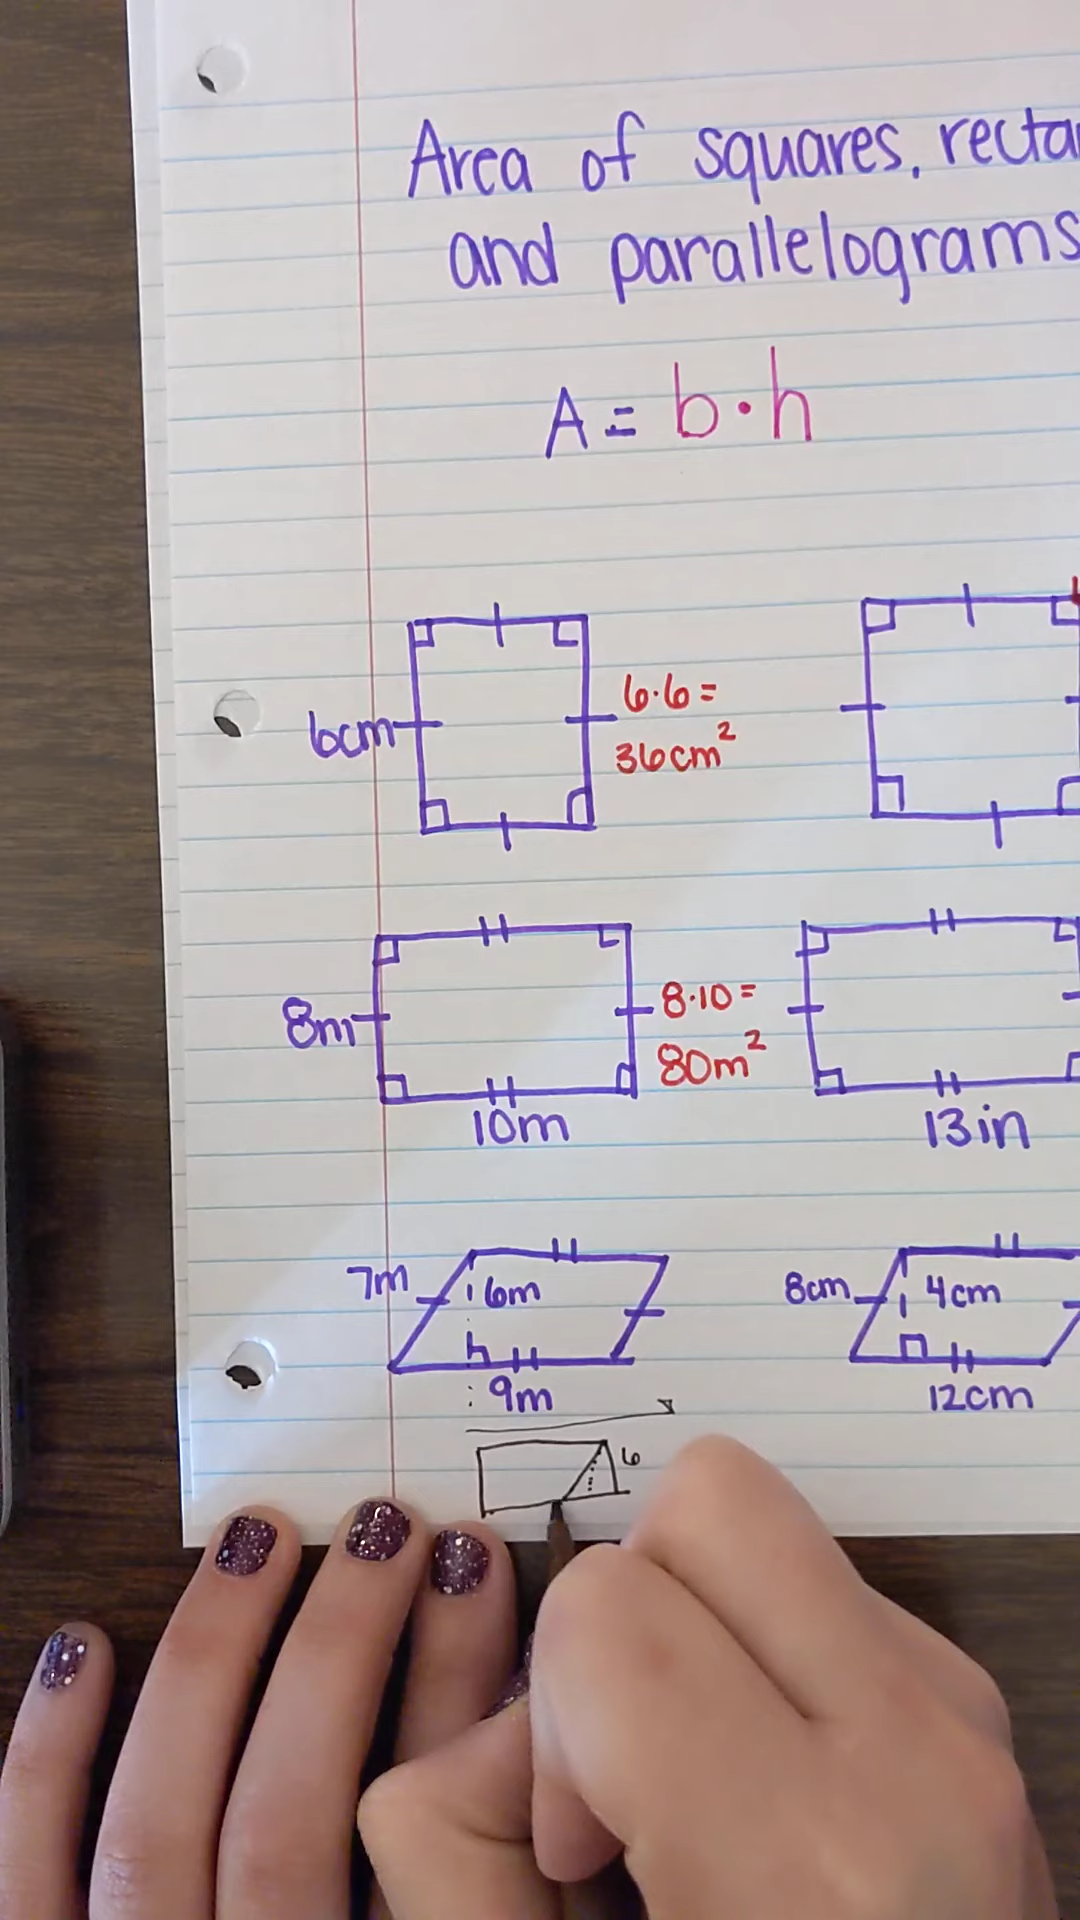 Area of squares, recta
and parallelograms
A = b·h
6cm
6·6 =
36cm²
8m
8·10 =
80m²
10m
13in
7m
6m
9m
8cm
4cm
12cm
6